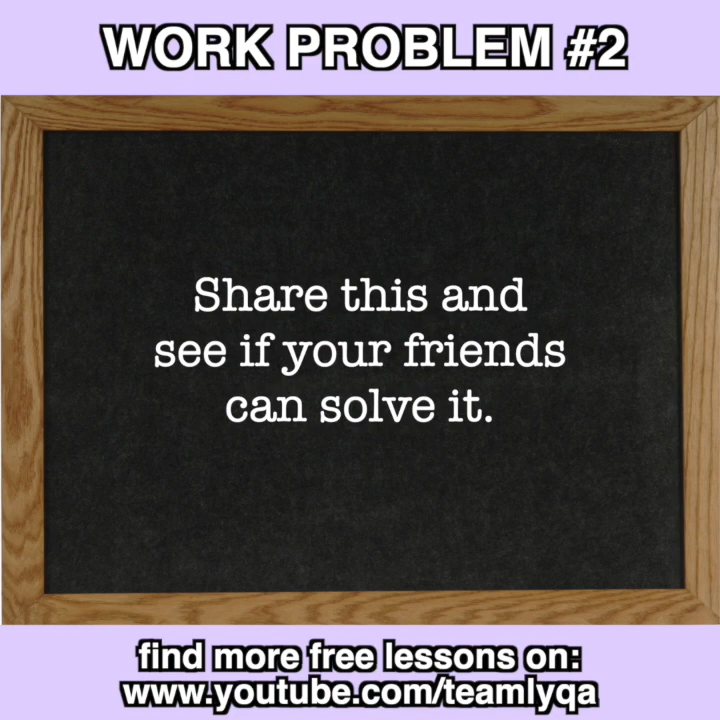 WORK PROBLEM #2
Share this and
see if your friends
can solve it.
find more free lessons on:
www.youtube.com/teamlyqa